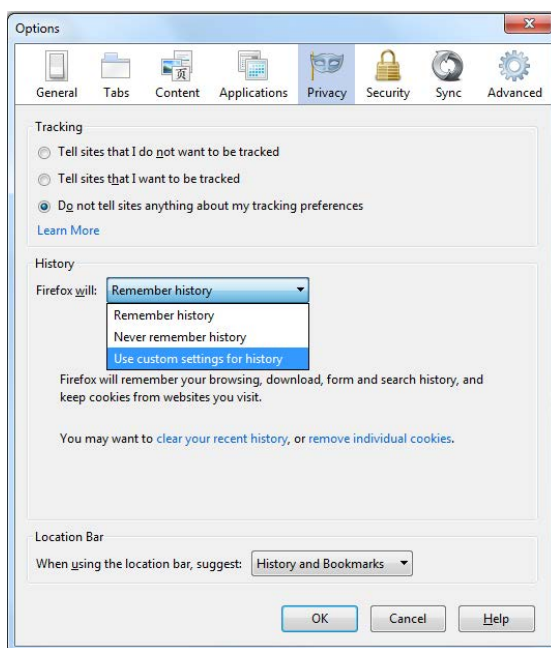 Options
General Tabs Content Applications Privacy Security Sync Advanced
Tracking
Tell sites that I do not want to be tracked
Tell sites that I want to be tracked
Do not tell sites anything about my tracking preferences
Learn More
History
Firefox will: Remember history
Remember history
Never remember history
Use custom settings for history
Firefox will remember your browsing, download, form and search history, and
keep cookies from websites you visit.
You may want to clear your recent history, or remove individual cookies.
Location Bar
When using the location bar, suggest: History and Bookmarks
OK Cancel Help